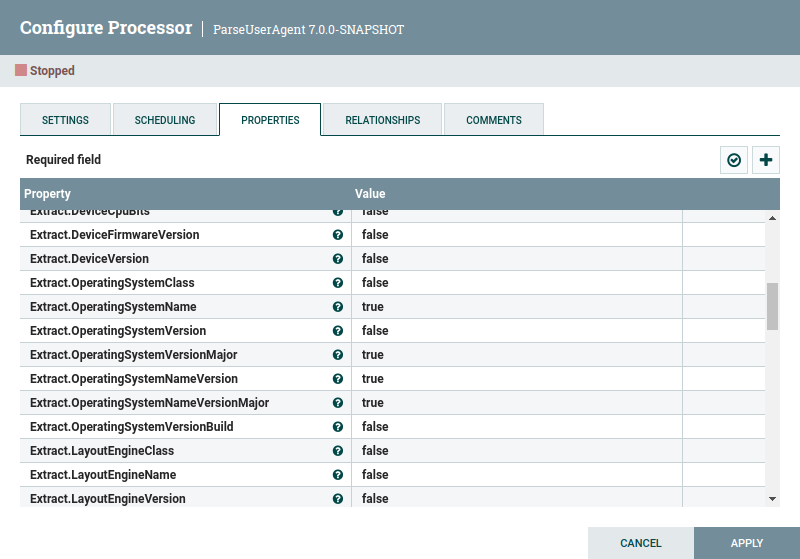 Configure Processor | ParseUserAgent 7.0.0-SNAPSHOT
Stopped
SETTINGS SCHEDULING PROPERTIES RELATIONSHIPS COMMENTS
Required field
Property Value
Extract.DeviceCpuBits false
Extract.DeviceFirmwareVersion false
Extract.DeviceVersion false
Extract.OperatingSystemClass false
Extract.OperatingSystemName true
Extract.OperatingSystemVersion false
Extract.OperatingSystemVersionMajor true
Extract.OperatingSystemNameVersion true
Extract.OperatingSystemNameVersionMajor true
Extract.OperatingSystemVersionBuild false
Extract.LayoutEngineClass false
Extract.LayoutEngineName false
Extract.LayoutEngineVersion false
CANCEL APPLY